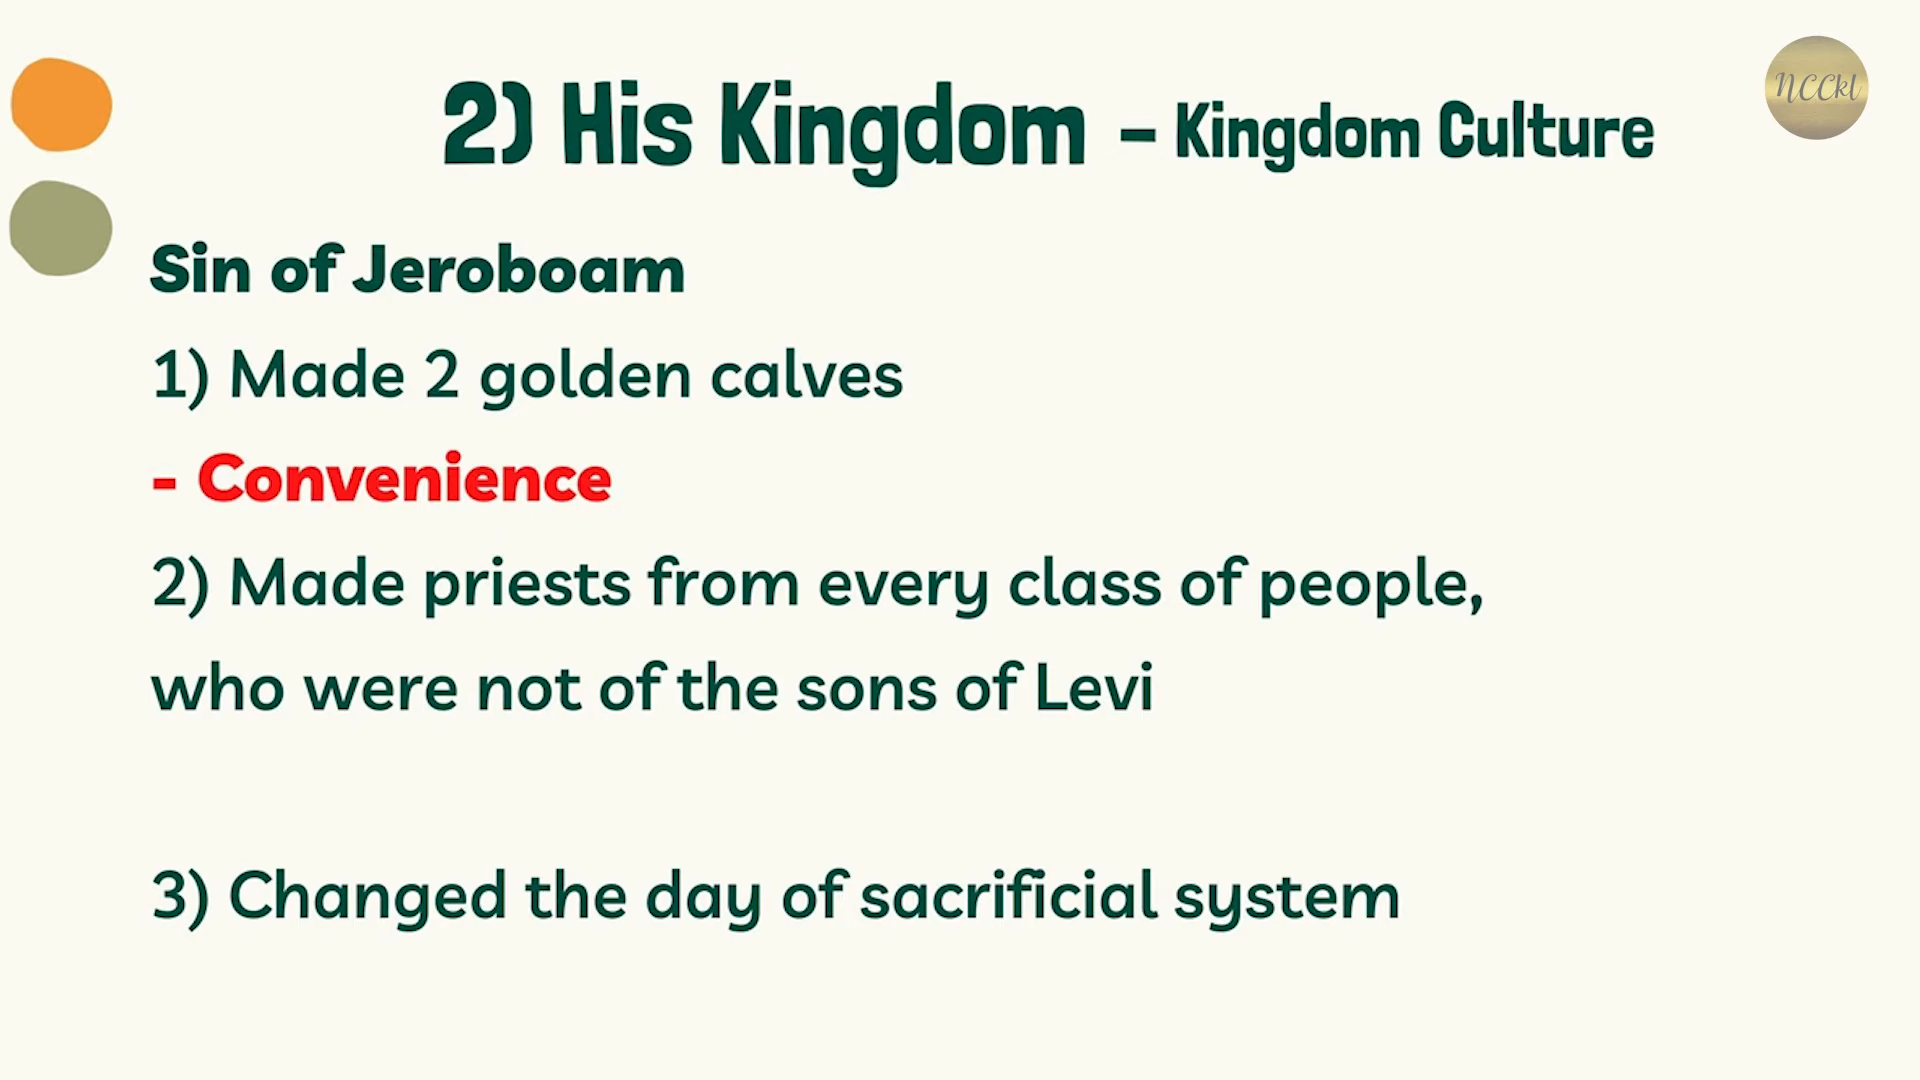 NCCkl
2) His Kingdom – Kingdom Culture
Sin of Jeroboam
1) Made 2 golden calves
- Convenience
2) Made priests from every class of people,
who were not of the sons of Levi
3) Changed the day of sacrificial system